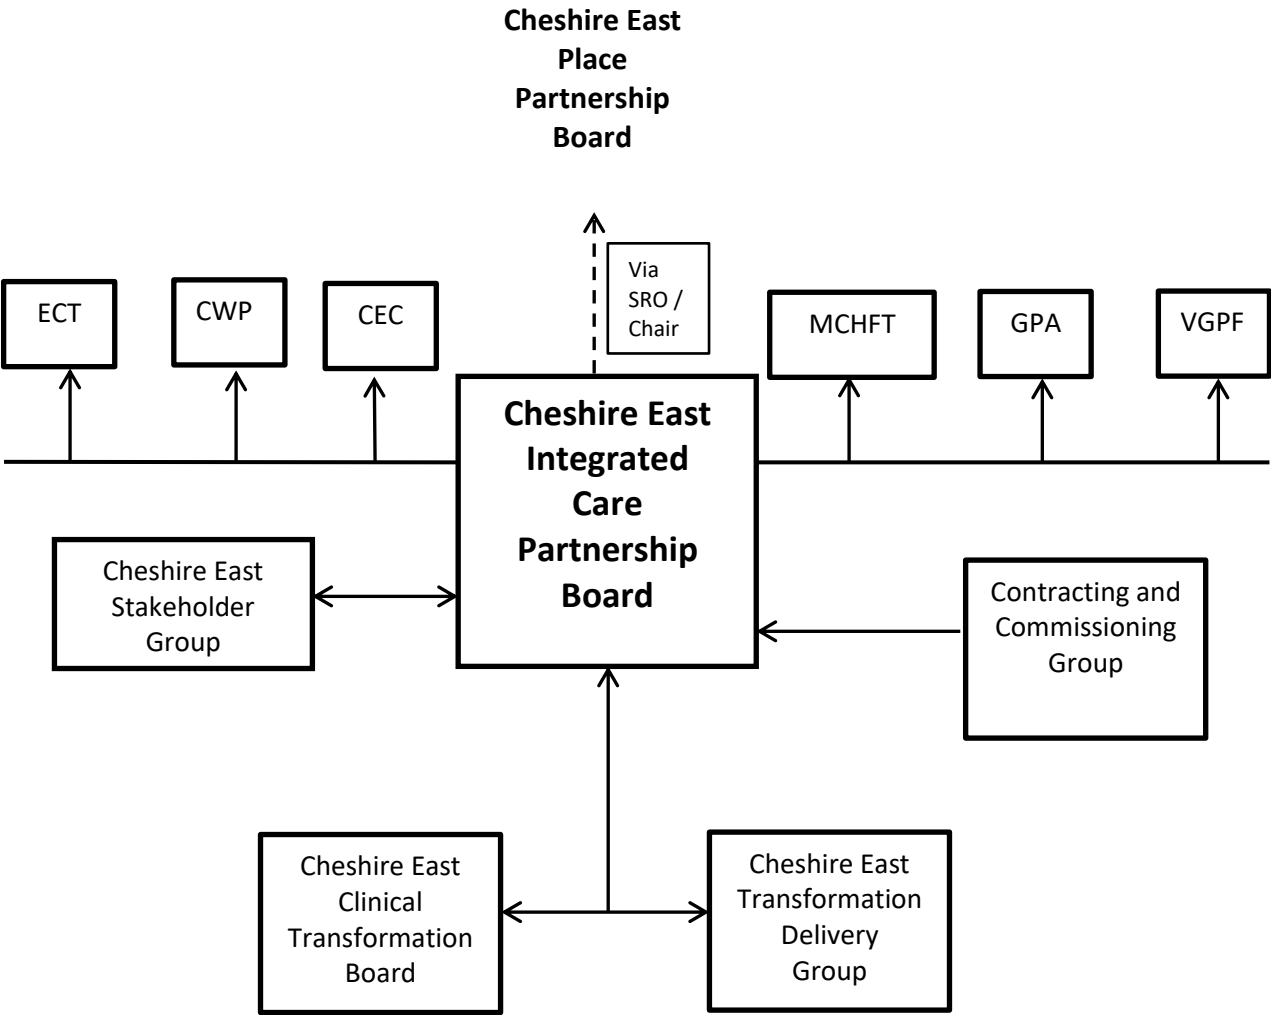 Cheshire East
Place
Partnership
Board
Via
SRO /
Chair
ECT
CWP
CEC
MCHFT
GPA
VGPF
Cheshire East
Integrated
Care
Partnership
Board
Cheshire East
Stakeholder
Group
Contracting and
Commissioning
Group
Cheshire East
Clinical
Transformation
Board
Cheshire East
Transformation
Delivery
Group